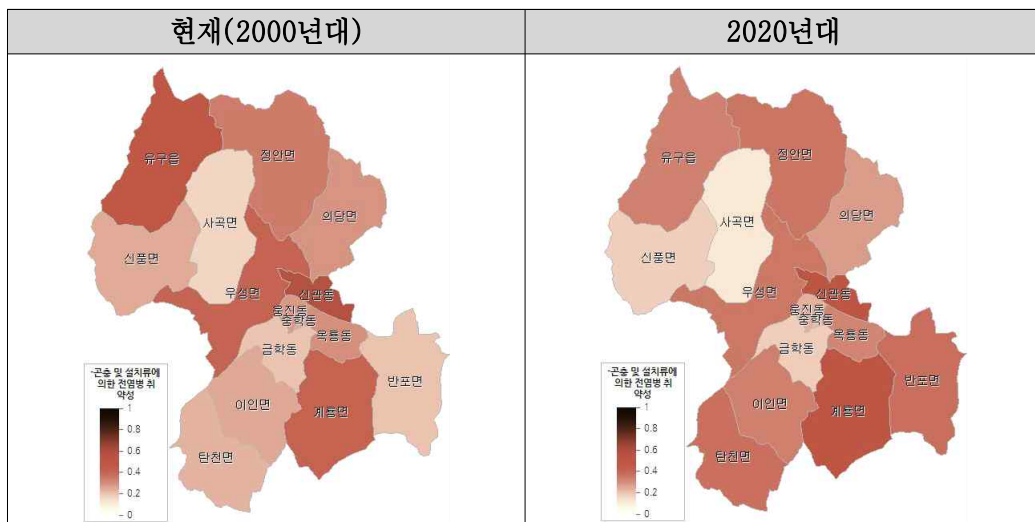 현재(2000년대)
2020년대
유구읍
정안면
사곡면
의당면
신풍면
우성면
신관동
웅진동
중학동
옥룡동
금학동
반포면
이인면
계룡면
탄천면
-곤충 및 설치류에
의한 전염병 취
약성
1
0.8
0.6
0.4
0.2
0
유구읍
정안면
사곡면
의당면
신풍면
우성면
신관동
웅진동
중학동
옥룡동
금학동
반포면
이인면
계룡면
탄천면
-곤충 및 설치류에
의한 전염병 취
약성
1
0.8
0.6
0.4
0.2
0